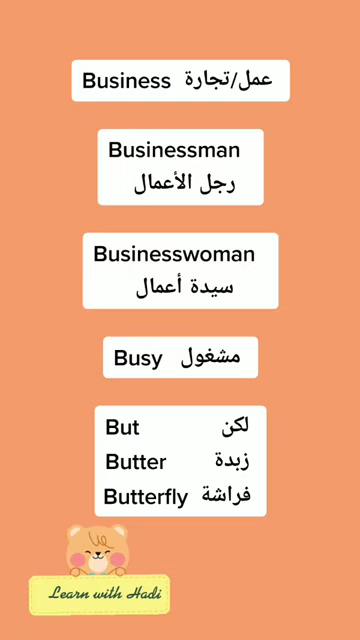 Business عمل/تجارة
Businessman
رجل الأعمال
Businesswoman
سيدة أعمال
Busy مشغول
But لكن
Butter زبدة
Butterfly فراشة
Learn with Hadi